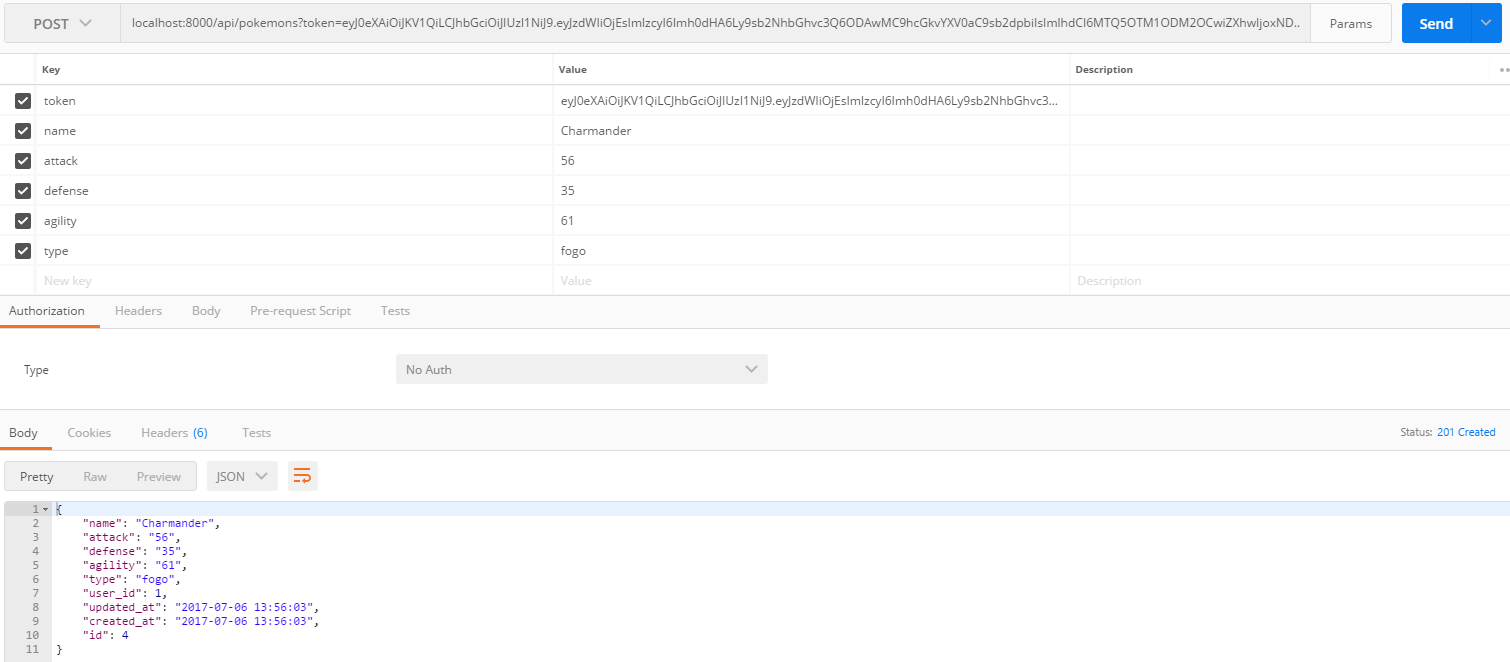 POST localhost:8000/api/pokemons?token=eyJ0eXAiOiJKV1QiLCJhbGciOiJIUzI1NiJ9.eyJzdWIiOjEsImlzcyI6Imh0dHA6Ly9sb2NhbGhvc3Q6ODAwMC9hcGkvYXV0aC9sb2dpbiIsImlhdCI6MTQ5OTM1ODM2OCwiZXhwIjoxND... Params Send
Key Value Description
token eyJ0eXAiOiJKV1QiLCJhbGciOiJIUzI1NiJ9.eyJzdWIiOjEsImlzcyI6Imh0dHA6Ly9sb2NhbGhvc3...
name Charmander
attack 56
defense 35
agility 61
type fogo
New key Value Description
Authorization Headers Body Pre-request Script Tests
Type No Auth
Body Cookies Headers (6) Tests Status: 201 Created
Pretty Raw Preview JSON
1 {
2 "name": "Charmander",
3 "attack": "56",
4 "defense": "35",
5 "agility": "61",
6 "type": "fogo",
7 "user_id": 1,
8 "updated_at": "2017-07-06 13:56:03",
9 "created_at": "2017-07-06 13:56:03",
10 "id": 4
11 }